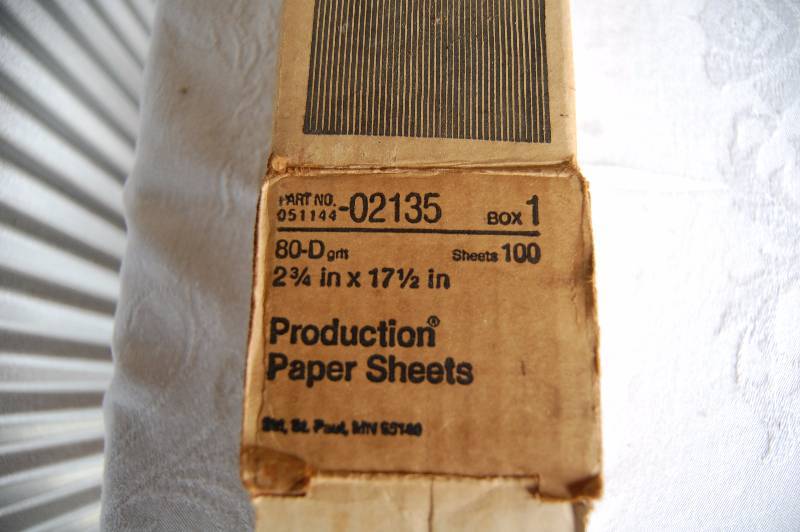 PART NO.
051144-02135 BOX 1
80-D grit Sheets 100
2¾ in x 17½ in
Production®
Paper Sheets
St. Paul, MN